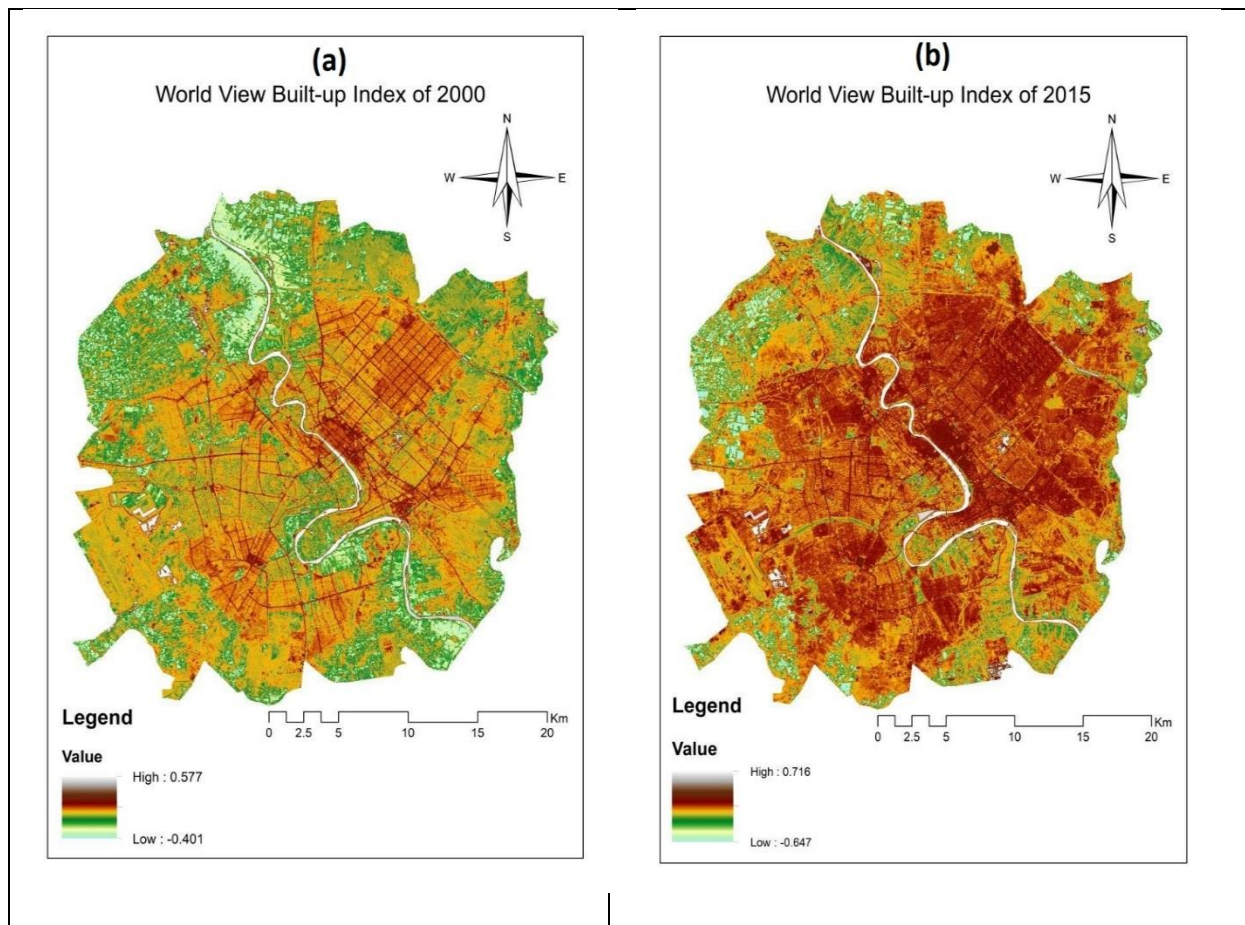 (a)
World View Built-up Index of 2000
N
W
E
S
Legend
Value
High : 0.577
Low : -0.401
0 2.5 5 10 15 20
Km
(b)
World View Built-up Index of 2015
N
W
E
S
Legend
Value
High : 0.716
Low : -0.647
0 2.5 5 10 15 20
Km